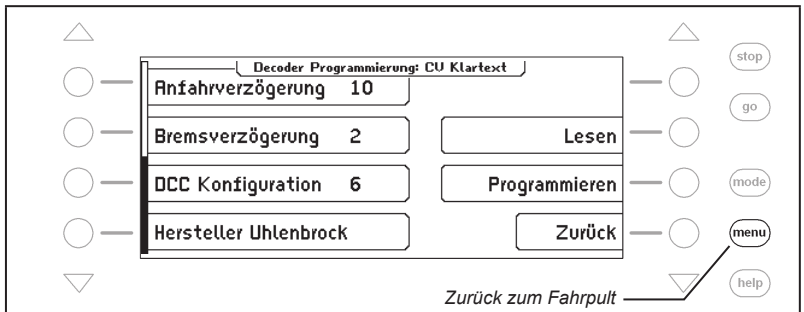 Decoder Programmierung: CV Klartext
Anfahrverzögerung 10
Bremsverzögerung 2
Lesen
DCC Konfiguration 6
Programmieren
Hersteller Uhlenbrock
Zurück
stop
go
mode
menu
help
Zurück zum Fahrpult